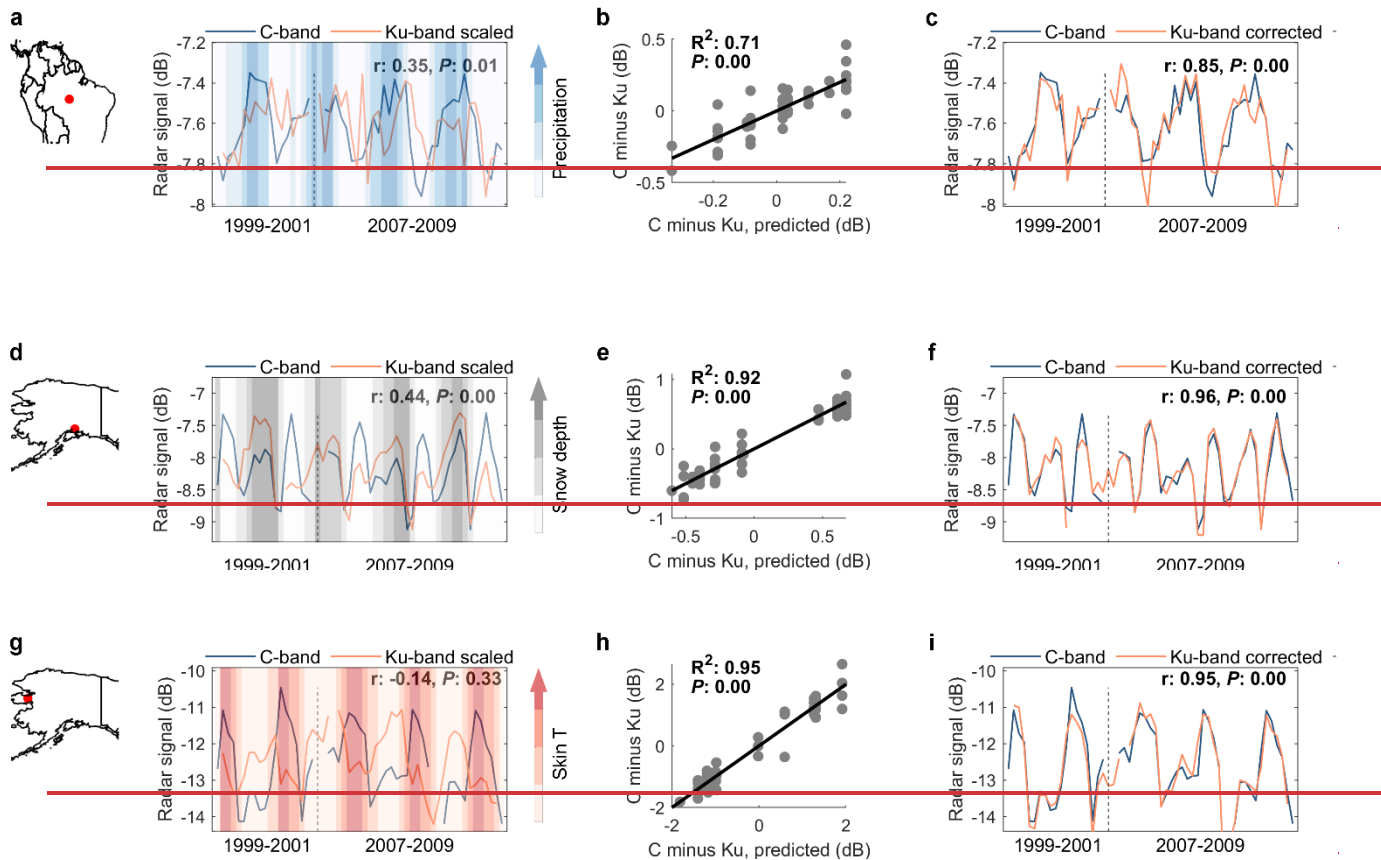 a
C-band Ku-band scaled
r: 0.35, P: 0.01
Radar signal (dB)
-7.2
-7.4
-7.6
-7.8
-8
1999-2001 2007-2009
Precipitation
b
R²: 0.71
P: 0.00
C minus Ku (dB)
0.5
0
-0.5
-0.2 0 0.2
C minus Ku, predicted (dB)
c
C-band Ku-band corrected
r: 0.85, P: 0.00
Radar signal (dB)
-7.2
-7.4
-7.6
-7.8
-8
1999-2001 2007-2009
d
C-band Ku-band scaled
r: 0.44, P: 0.00
Radar signal (dB)
-7
-7.5
-8
-8.5
-9
1999-2001 2007-2009
Snow depth
e
R²: 0.92
P: 0.00
C minus Ku (dB)
1
0
-1
-0.5 0 0.5
C minus Ku, predicted (dB)
f
C-band Ku-band corrected
r: 0.96, P: 0.00
Radar signal (dB)
-7
-7.5
-8
-8.5
-9
1999-2001 2007-2009
g
C-band Ku-band scaled
r: -0.14, P: 0.33
Radar signal (dB)
-10
-11
-12
-13
-14
1999-2001 2007-2009
Skin T
h
R²: 0.95
P: 0.00
C minus Ku (dB)
2
0
-2
-2 0 2
C minus Ku, predicted (dB)
i
C-band Ku-band corrected
r: 0.95, P: 0.00
Radar signal (dB)
-10
-11
-12
-13
-14
1999-2001 2007-2009